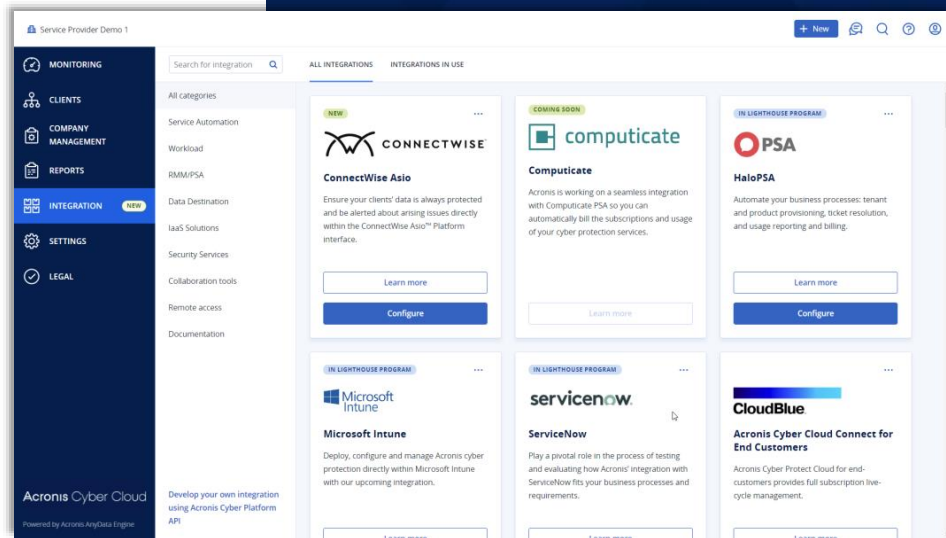 Service Provider Demo 1
+ New
MONITORING
CLIENTS
COMPANY
MANAGEMENT
REPORTS
INTEGRATION
NEW
SETTINGS
LEGAL
Acronis Cyber Cloud
Powered by Acronis AnyData Engine
Search for integration
All categories
Service Automation
Workload
RMM/PSA
Data Destination
IaaS Solutions
Security Services
Collaboration tools
Remote access
Documentation
Develop your own integration
using Acronis Cyber Platform
API
ALL INTEGRATIONS
INTEGRATIONS IN USE
NEW
CONNECTWISE
ConnectWise Asio
Ensure your clients' data is always protected
and be alerted about arising issues directly
within the ConnectWise Asio™ Platform
interface.
Learn more
Configure
COMING SOON
computicate
Computicate
Acronis is working on a seamless integration
with Computicate PSA so you can
automatically bill the subscriptions and usage
of your cyber protection services.
Learn more
IN LIGHTHOUSE PROGRAM
PSA
HaloPSA
Automate your business processes: tenant
and product provisioning, ticket resolution,
and usage reporting and billing.
Learn more
Configure
IN LIGHTHOUSE PROGRAM
Microsoft
Intune
Microsoft Intune
Deploy, configure and manage Acronis cyber
protection directly within Microsoft Intune
with our upcoming integration.
Learn more
IN LIGHTHOUSE PROGRAM
servicenow.
ServiceNow
Play a pivotal role in the process of testing
and evaluating how Acronis' integration with
ServiceNow fits your business processes and
requirements.
Learn more
CloudBlue
Acronis Cyber Cloud Connect for
End Customers
Acronis Cyber Protect Cloud for end-
customers provides full subscription live-
cycle management.
Learn more